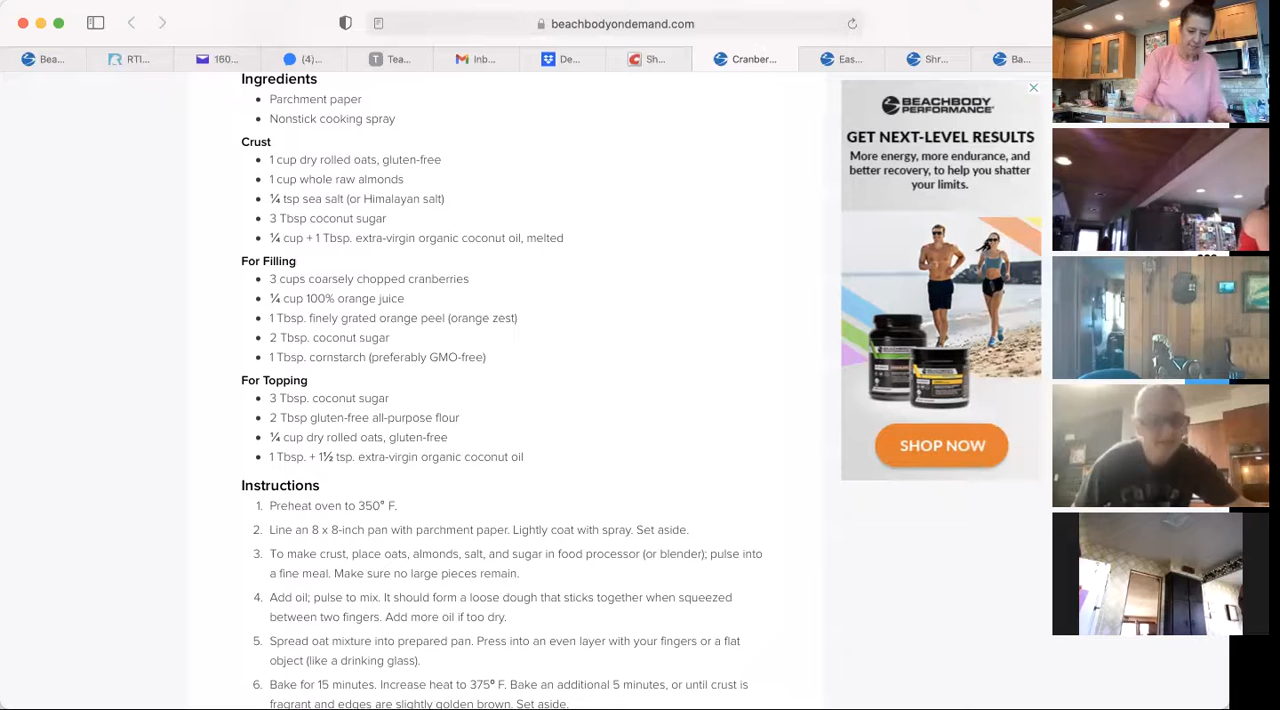 beachbodyondemand.com
Bea...
RTI...
160...
(4)...
Tea...
Inb...
De...
Sh...
Cranber...
Eas...
Shr...
Ba...
Ingredients
Parchment paper
Nonstick cooking spray
Crust
1 cup dry rolled oats, gluten-free
1 cup whole raw almonds
¼ tsp sea salt (or Himalayan salt)
3 Tbsp coconut sugar
¼ cup + 1 Tbsp. extra-virgin organic coconut oil, melted
For Filling
3 cups coarsely chopped cranberries
¼ cup 100% orange juice
1 Tbsp. finely grated orange peel (orange zest)
2 Tbsp. coconut sugar
1 Tbsp. cornstarch (preferably GMO-free)
For Topping
3 Tbsp. coconut sugar
2 Tbsp gluten-free all-purpose flour
¼ cup dry rolled oats, gluten-free
1 Tbsp. + 1½ tsp. extra-virgin organic coconut oil
Instructions
1. Preheat oven to 350° F.
2. Line an 8 x 8-inch pan with parchment paper. Lightly coat with spray. Set aside.
3. To make crust, place oats, almonds, salt, and sugar in food processor (or blender); pulse into
a fine meal. Make sure no large pieces remain.
4. Add oil; pulse to mix. It should form a loose dough that sticks together when squeezed
between two fingers. Add more oil if too dry.
5. Spread oat mixture into prepared pan. Press into an even layer with your fingers or a flat
object (like a drinking glass).
6. Bake for 15 minutes. Increase heat to 375° F. Bake an additional 5 minutes, or until crust is
fragrant and edges are slightly golden brown. Set aside.
BEACHBODY
PERFORMANCE
GET NEXT-LEVEL RESULTS
More energy, more endurance, and
better recovery, to help you shatter
your limits.
SHOP NOW